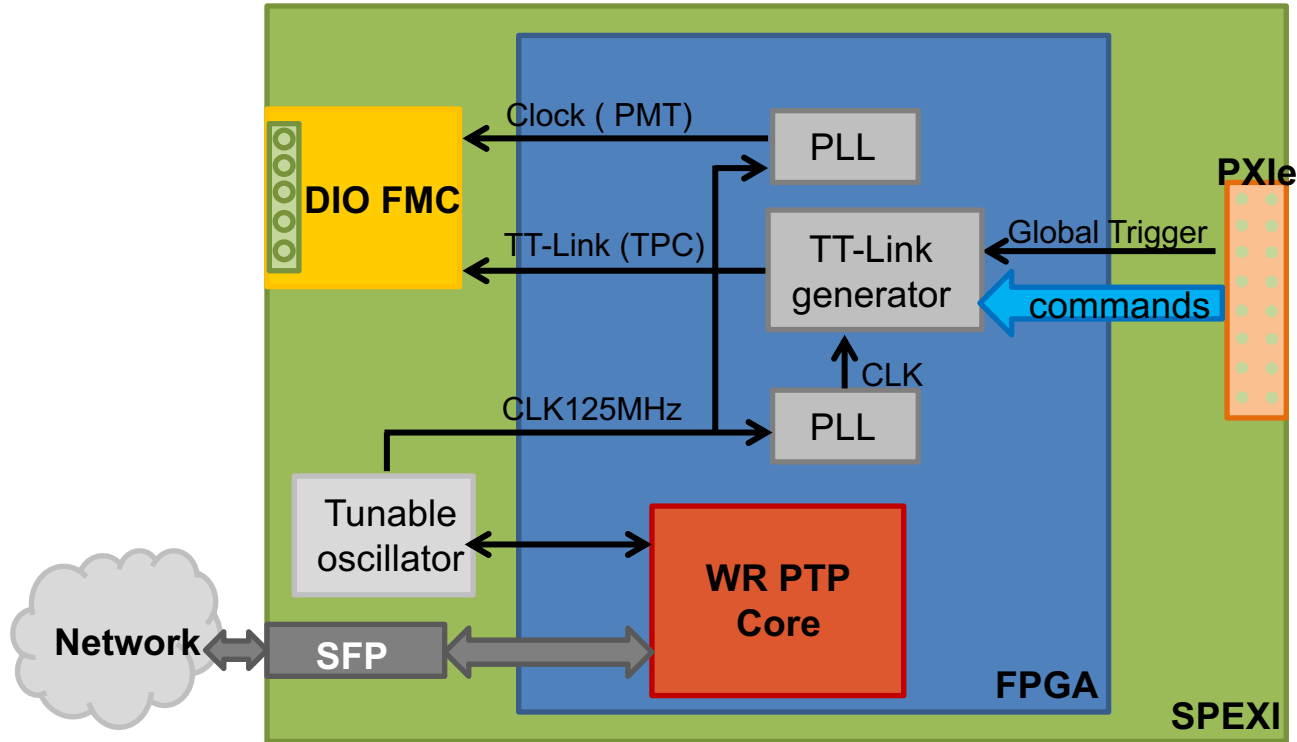 Clock ( PMT)
PLL
PXIe
DIO FMC
TT-Link (TPC)
TT-Link
generator
Global Trigger
commands
CLK
CLK125MHz
PLL
Tunable
oscillator
WR PTP
Core
Network
SFP
FPGA
SPEXI